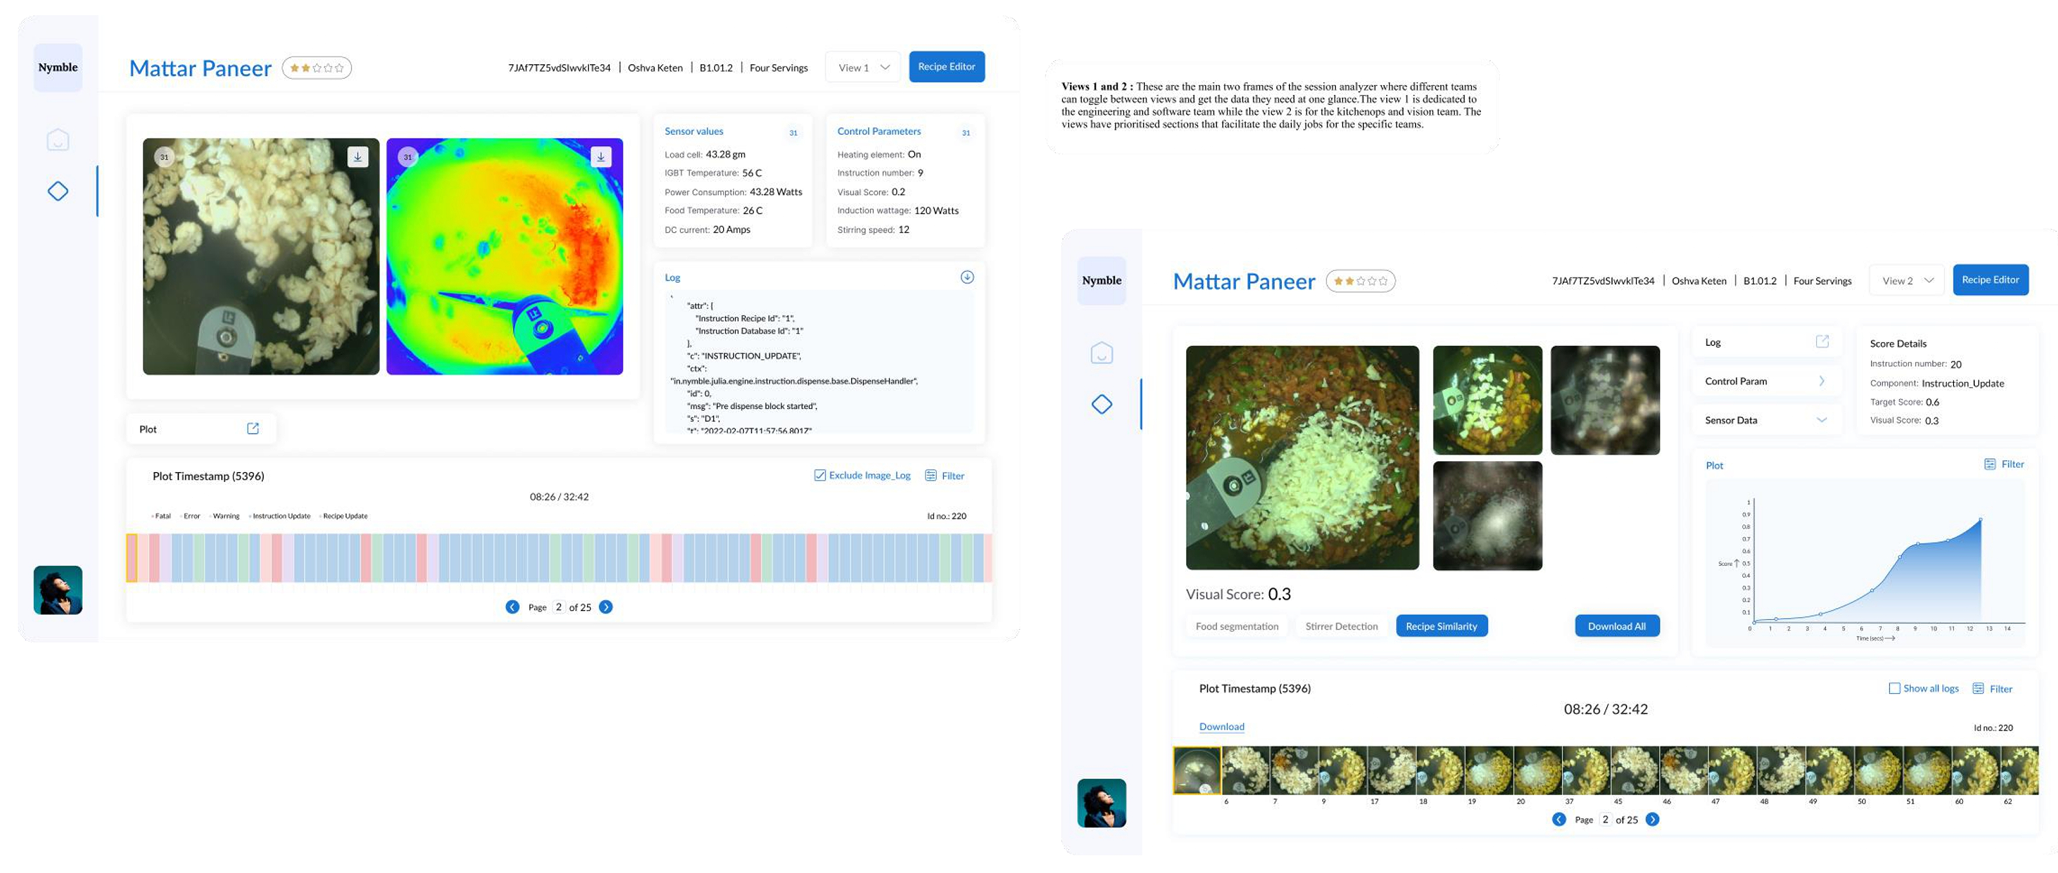 Nymble
Mattar Paneer
7JAf7TZ5vdSIwvkITe34 | Oshva Keten | B1.01.2 | Four Servings
View 1
Recipe Editor
31
31
Sensor values
31
Load cell: 43.28 gm
IGBT Temperature: 56 C
Power Consumption: 43.28 Watts
Food Temperature: 26 C
DC current: 20 Amps
Control Parameters
31
Heating element: On
Instruction number: 9
Visual Score: 0.2
Induction wattage: 120 Watts
Stirring speed: 12
Log
"attr": {
"Instruction Recipe Id": "1",
"Instruction Database Id": "1"
},
"c": "INSTRUCTION_UPDATE",
"ctx":
"in.nymble.julia.engine.instruction.dispense.base.DispenseHandler",
"id": 0,
"msg": "Pre dispense block started",
"s": "D1",
"t": "2022-02-07T11:57:56.801Z"
Plot
Plot Timestamp (5396)
Exclude Image_Log
Filter
08:26 / 32:42
Fatal
Error
Warning
Instruction Update
Recipe Update
Id no.: 220
Page 2 of 25
Views 1 and 2 : These are the main two frames of the session analyzer where different teams
can toggle between views and get the data they need at one glance.The view 1 is dedicated to
the engineering and software team while the view 2 is for the kitchenops and vision team. The
views have prioritised sections that facilitate the daily jobs for the specific teams.
Nymble
Mattar Paneer
7JAf7TZ5vdSIwvkITe34 | Oshva Keten | B1.01.2 | Four Servings
View 2
Recipe Editor
Visual Score: 0.3
Food segmentation
Stirrer Detection
Recipe Similarity
Download All
Log
Control Param
Sensor Data
Score Details
Instruction number: 20
Component: Instruction_Update
Target Score: 0.6
Visual Score: 0.3
Plot
Filter
1
0.9
0.8
0.7
0.6
Score
0.5
0.4
0.3
0.2
0.1
0 1 2 3 4 5 6 7 8 9 10 11 12 13 14
Time (secs)
Plot Timestamp (5396)
Show all logs
Filter
08:26 / 32:42
Download
Id no.: 220
6 7 9 17 18 19 20 37 45 46 47 48 49 50 51 60 62
Page 2 of 25